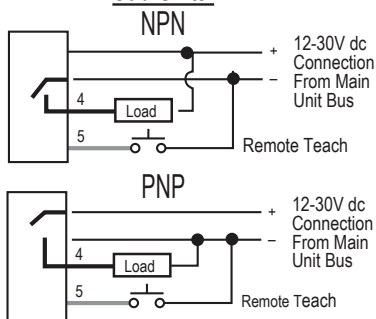 NPN
+
12-30V dc
Connection
– From Main
Unit Bus
4
Load
5
Remote Teach
PNP
+
12-30V dc
Connection
– From Main
Unit Bus
4
Load
5
Remote Teach